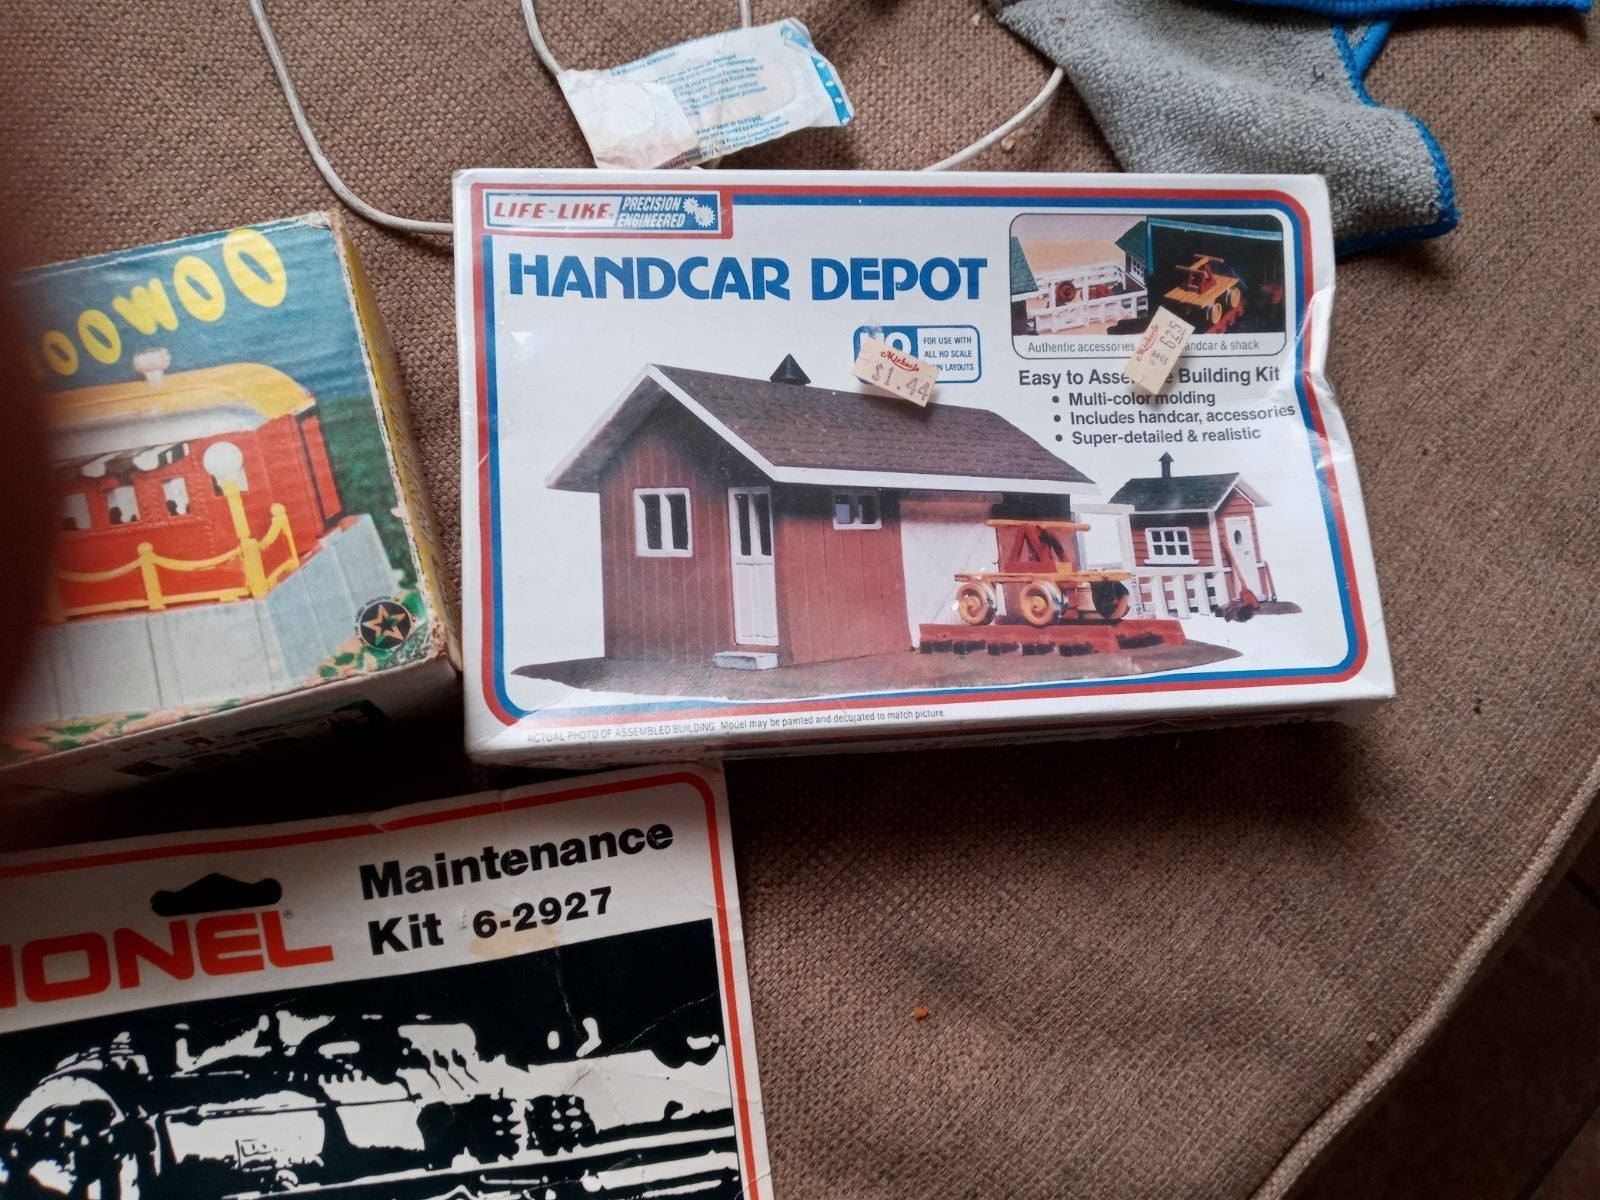 LIFE-LIKE PRECISION
ENGINEERED
HANDCAR DEPOT
HO
FOR USE WITH
ALL HO SCALE
LAYOUTS
Michaels
$1.44
Michaels
6.25
Authentic accessories handcar & shack
Easy to Building Kit
• Multi-color molding
• Includes handcar, accessories
• Super-detailed & realistic
ACTUAL PHOTO OF ASSEMBLED BUILDING Model may be painted and decorated to match picture.
OOWOO
IONEL®
Maintenance
Kit 6-2927